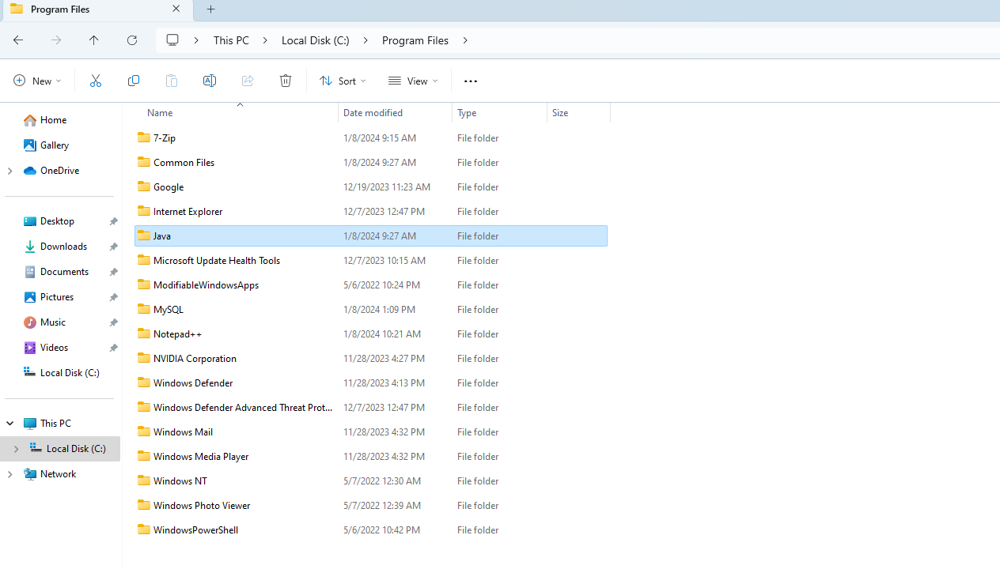 Program Files
This PC Local Disk (C:) Program Files
New Sort View
Home
Gallery
OneDrive
Desktop
Downloads
Documents
Pictures
Music
Videos
Local Disk (C:)
This PC
Local Disk (C:)
Network
Name Date modified Type Size
7-Zip 1/8/2024 9:15 AM File folder
Common Files 1/8/2024 9:27 AM File folder
Google 12/19/2023 11:23 AM File folder
Internet Explorer 12/7/2023 12:47 PM File folder
Java 1/8/2024 9:27 AM File folder
Microsoft Update Health Tools 12/7/2023 10:15 AM File folder
ModifiableWindowsApps 5/6/2022 10:24 PM File folder
MySQL 1/8/2024 1:09 PM File folder
Notepad++ 1/8/2024 10:21 AM File folder
NVIDIA Corporation 11/28/2023 4:27 PM File folder
Windows Defender 11/28/2023 4:13 PM File folder
Windows Defender Advanced Threat Prot... 12/7/2023 12:47 PM File folder
Windows Mail 11/28/2023 4:32 PM File folder
Windows Media Player 11/28/2023 4:32 PM File folder
Windows NT 5/7/2022 12:30 AM File folder
Windows Photo Viewer 5/7/2022 12:39 AM File folder
WindowsPowerShell 5/6/2022 10:42 PM File folder